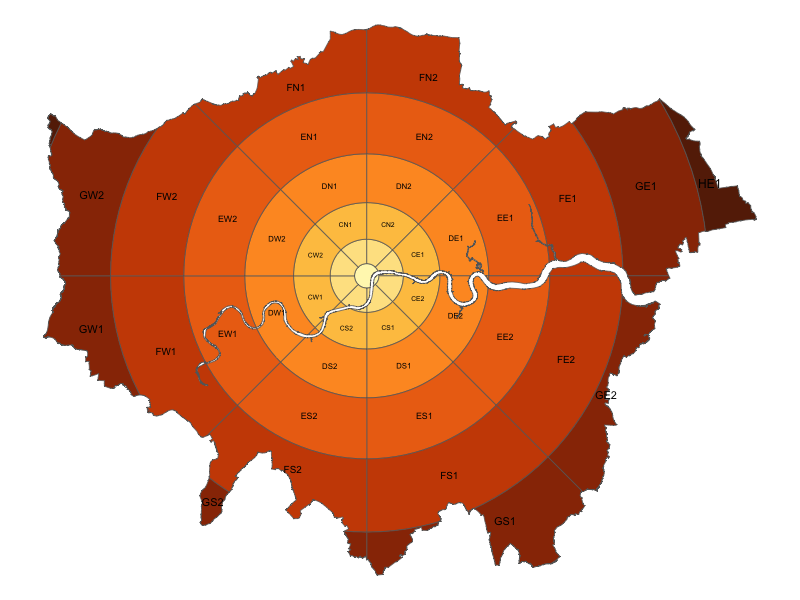 FN2
FN1
EN1
EN2
GE1
HE1
DN1
DN2
GW2
FW2
FE1
EW2
EE1
CN1
CN2
DW2
DE1
CW2
CE1
CW1
CE2
DW1
DE2
GW1
EW1
CS2
CS1
EE2
FW1
FE2
DS2
DS1
GE2
ES2
ES1
FS2
FS1
GS2
GS1